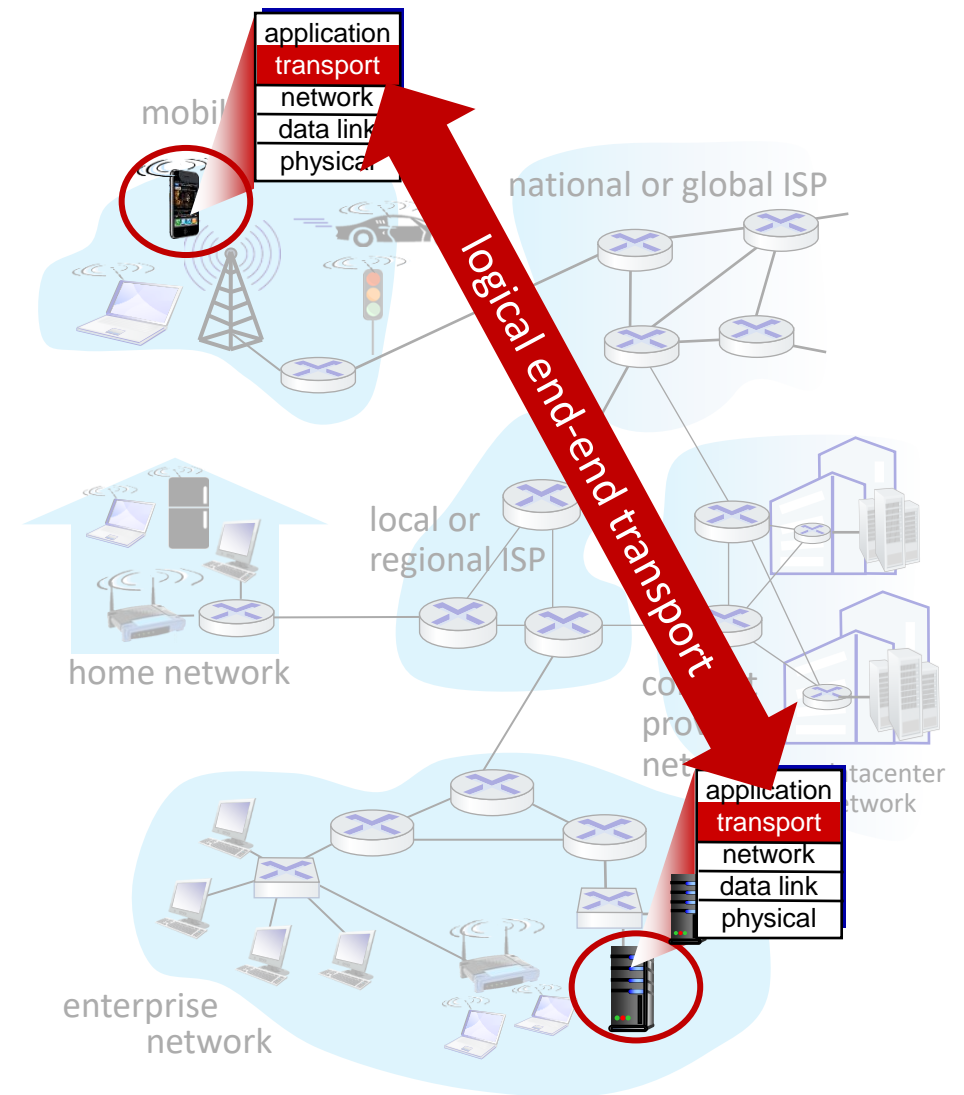 application
transport
network
data link
physical
national or global ISP
logical end-end transport
local or
regional ISP
home network
application
transport
network
data link
physical
enterprise
network